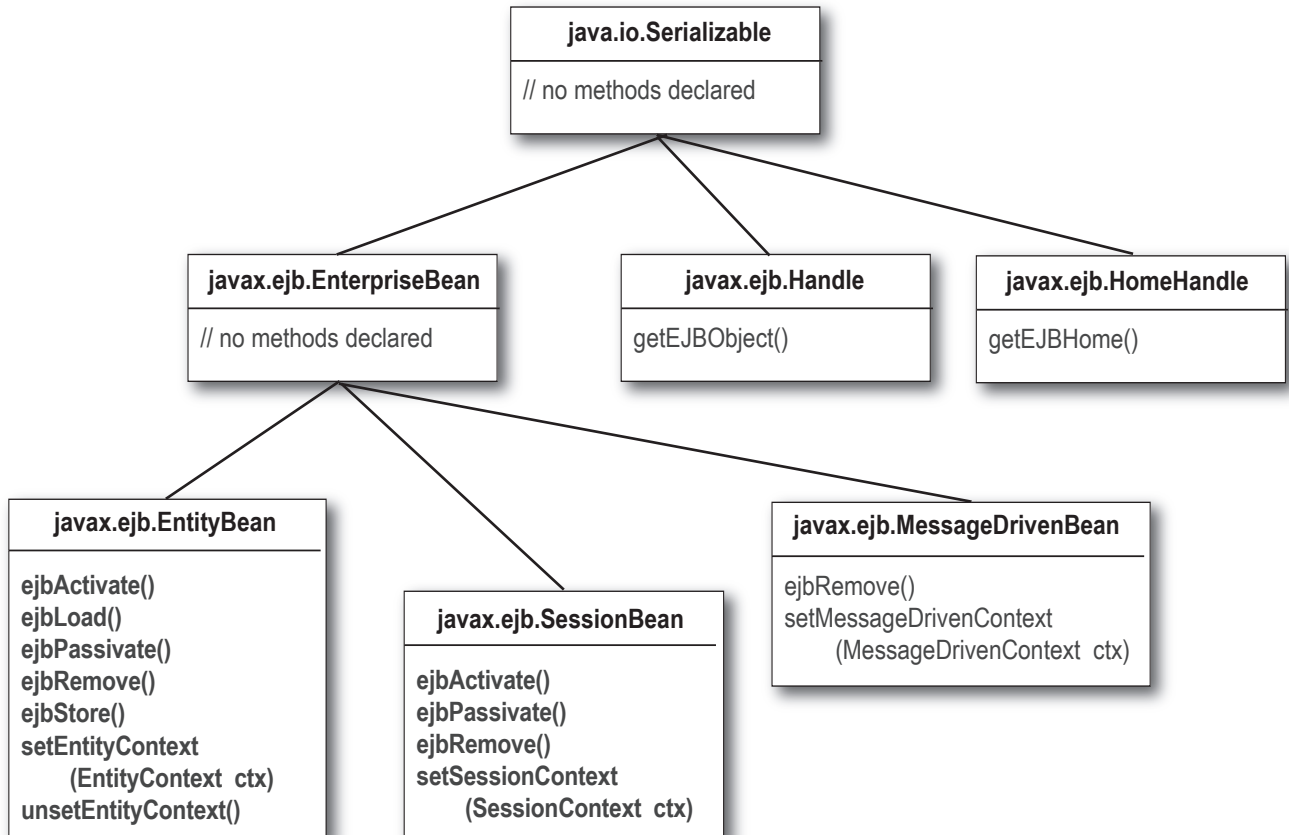 java.io.Serializable
// no methods declared
javax.ejb.EnterpriseBean
// no methods declared
javax.ejb.Handle
getEJBObject()
javax.ejb.HomeHandle
getEJBHome()
javax.ejb.EntityBean
ejbActivate()
ejbLoad()
ejbPassivate()
ejbRemove()
ejbStore()
setEntityContext
(EntityContext ctx)
unsetEntityContext()
javax.ejb.SessionBean
ejbActivate()
ejbPassivate()
ejbRemove()
setSessionContext
(SessionContext ctx)
javax.ejb.MessageDrivenBean
ejbRemove()
setMessageDrivenContext
(MessageDrivenContext ctx)